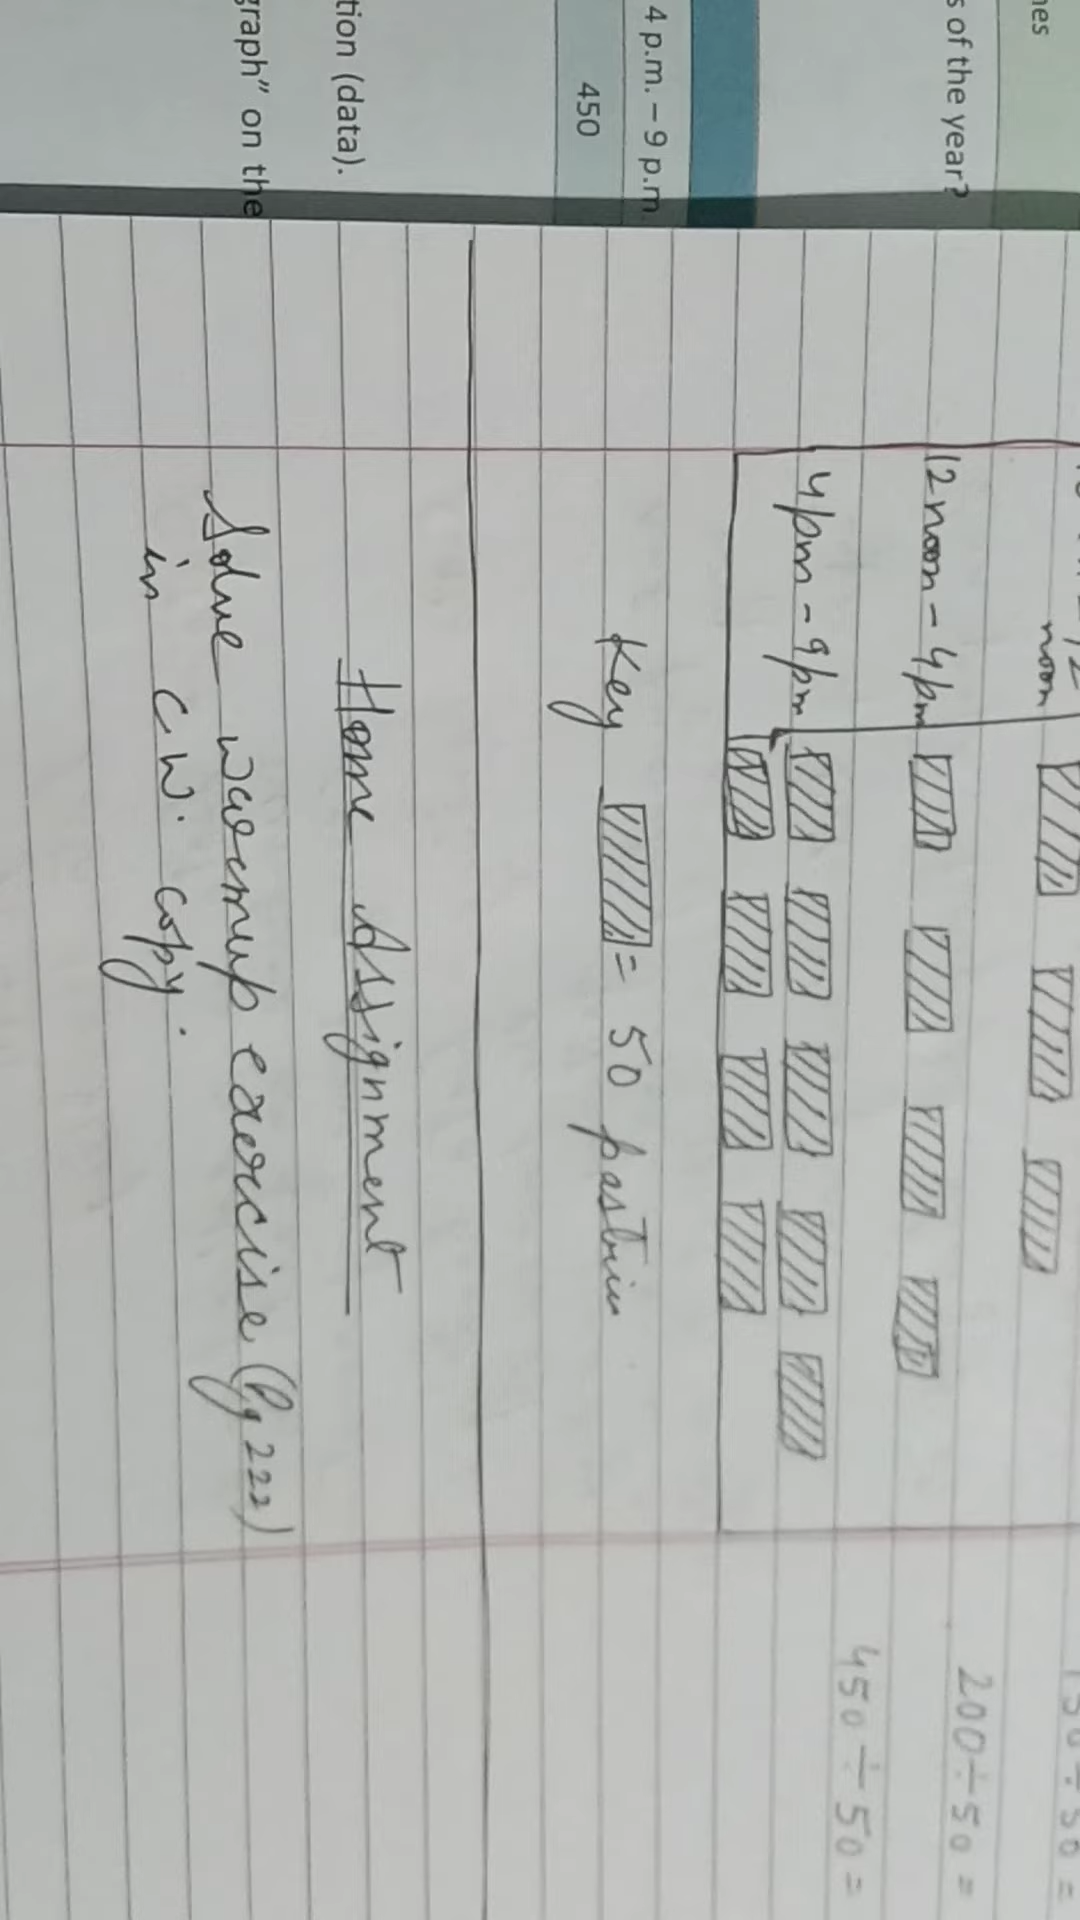 nes
s of the year?
4 p.m. – 9 p.m
450
tion (data).
graph" on the
noon
12 noon - 4pm
4pm - 9pm
200 ÷ 50 =
450 ÷ 50 =
Key = 50 pastries
Home Assignment
Solve warmup exercise (Pg 222)
in C.W. copy.